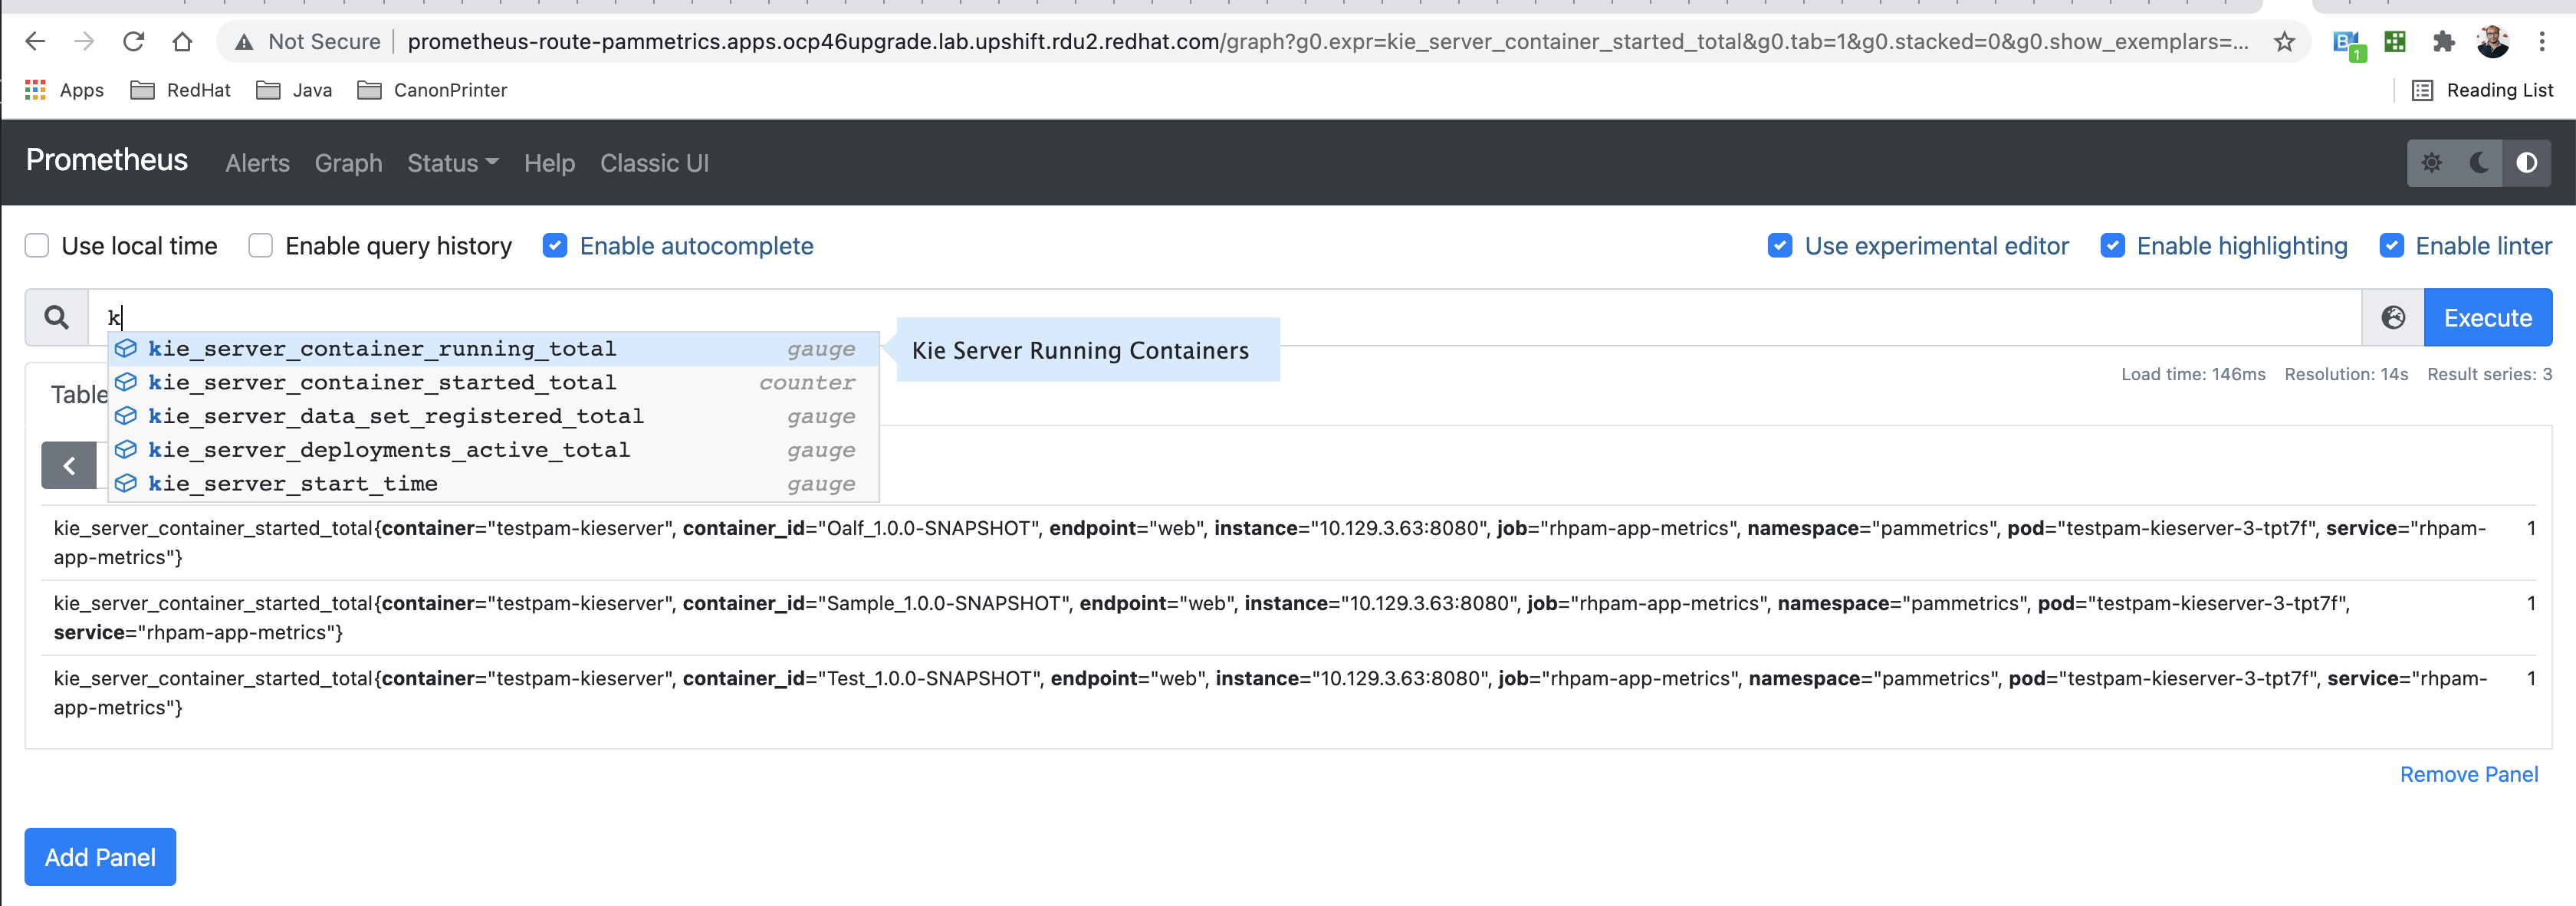 Not Secure prometheus-route-pammetrics.apps.ocp46upgrade.lab.upshift.rdu2.redhat.com/graph?g0.expr=kie_server_container_started_total&g0.tab=1&g0.stacked=0&g0.show_exemplars=...
1
Apps RedHat Java CanonPrinter Reading List
Prometheus Alerts Graph Status Help Classic UI
Use local time Enable query history Enable autocomplete Use experimental editor Enable highlighting Enable linter
k Execute
kie_server_container_running_total gauge Kie Server Running Containers
kie_server_container_started_total counter
Load time: 146ms Resolution: 14s Result series: 3
Table
kie_server_data_set_registered_total gauge
kie_server_deployments_active_total gauge
kie_server_start_time gauge
kie_server_container_started_total{container="testpam-kieserver", container_id="Oalf_1.0.0-SNAPSHOT", endpoint="web", instance="10.129.3.63:8080", job="rhpam-app-metrics", namespace="pammetrics", pod="testpam-kieserver-3-tpt7f", service="rhpam- 1
app-metrics"}
kie_server_container_started_total{container="testpam-kieserver", container_id="Sample_1.0.0-SNAPSHOT", endpoint="web", instance="10.129.3.63:8080", job="rhpam-app-metrics", namespace="pammetrics", pod="testpam-kieserver-3-tpt7f", 1
service="rhpam-app-metrics"}
kie_server_container_started_total{container="testpam-kieserver", container_id="Test_1.0.0-SNAPSHOT", endpoint="web", instance="10.129.3.63:8080", job="rhpam-app-metrics", namespace="pammetrics", pod="testpam-kieserver-3-tpt7f", service="rhpam- 1
app-metrics"}
Remove Panel
Add Panel